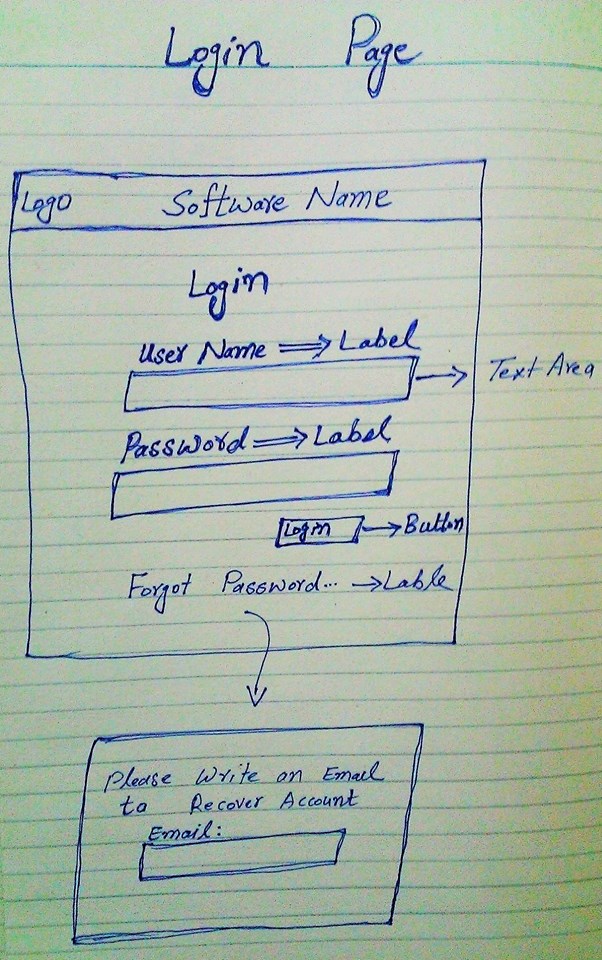 Login Page
Logo Software Name
Login
User Name ⟹ Label
→ Text Area
Password ⟹ Label
Login → Button
Forgot Password... → Lable
Please Write an Email
to Recover Account
Email: